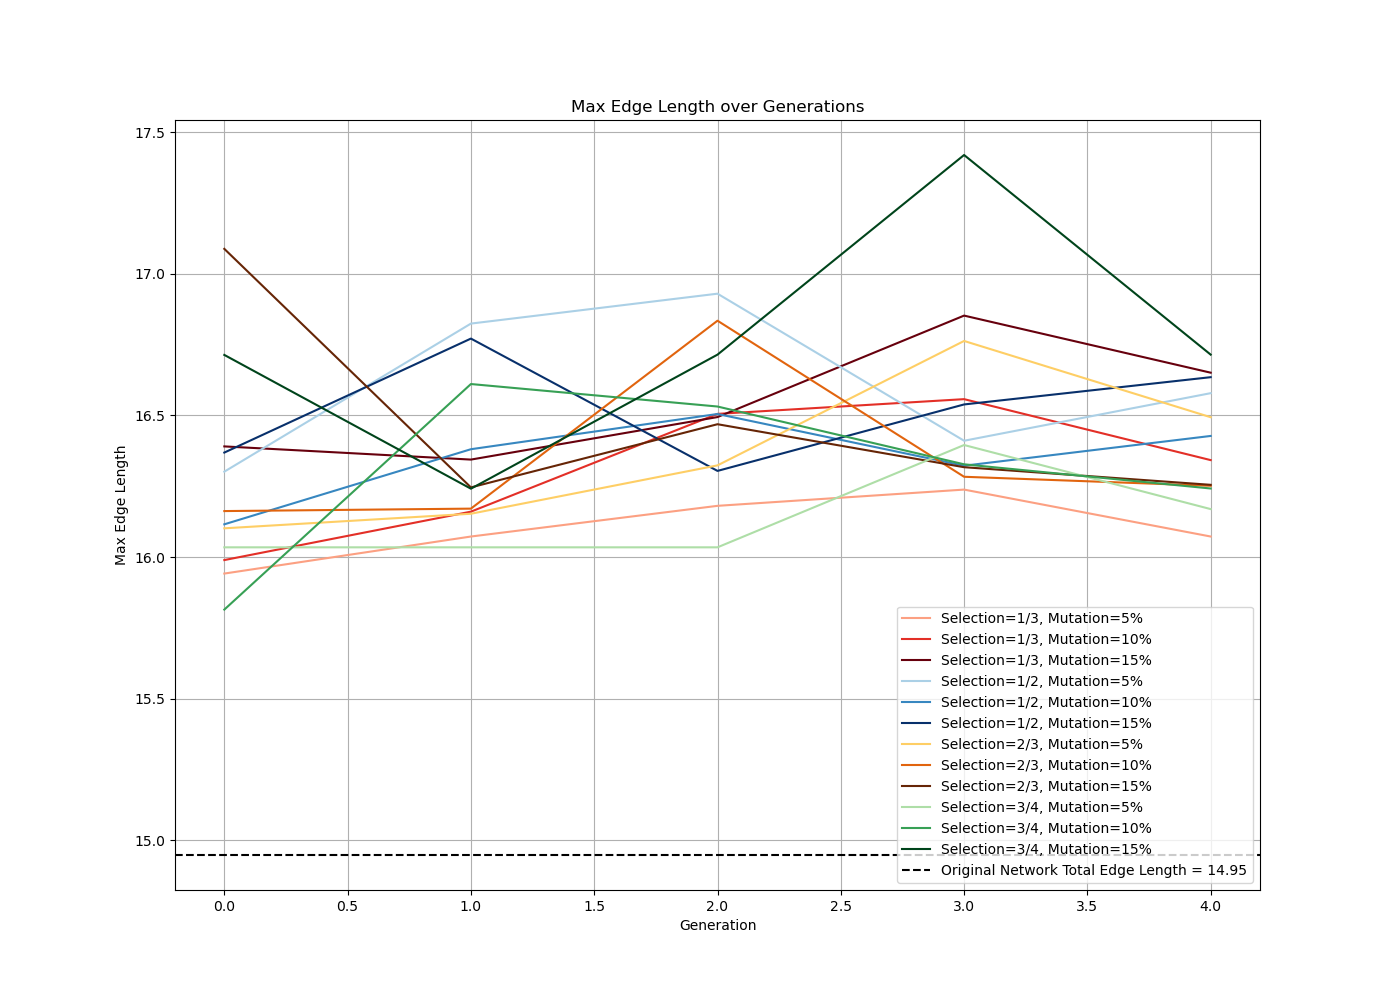 Max Edge Length over Generations
Max Edge Length
17.5
17.0
16.5
16.0
15.5
15.0
0.0 0.5 1.0 1.5 2.0 2.5 3.0 3.5 4.0
Generation
Selection=1/3, Mutation=5%
Selection=1/3, Mutation=10%
Selection=1/3, Mutation=15%
Selection=1/2, Mutation=5%
Selection=1/2, Mutation=10%
Selection=1/2, Mutation=15%
Selection=2/3, Mutation=5%
Selection=2/3, Mutation=10%
Selection=2/3, Mutation=15%
Selection=3/4, Mutation=5%
Selection=3/4, Mutation=10%
Selection=3/4, Mutation=15%
Original Network Total Edge Length = 14.95